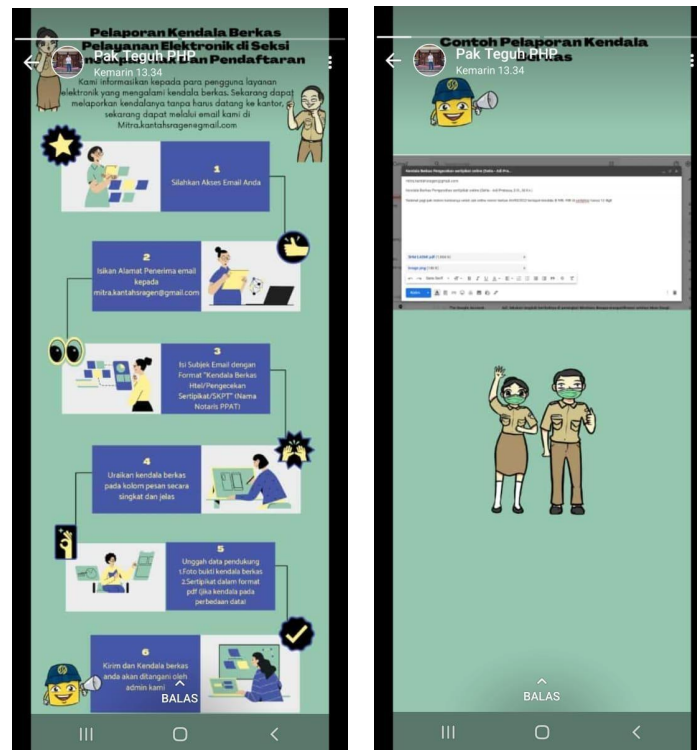 Pelaporan Kendala Berkas
Pelayanan Elektronik di Seksi
Pendaftaran
Pak Teguh PHP
Kemarin 13.34
Kami informasikan kepada para pengguna layanan
elektronik yang mengalami kendala berkas. Sekarang dapat
melaporkan kendalanya tanpa harus datang ke kantor,
sekarang dapat melalui email kami di
Mitra.kantahsragenegmail.com
1
Silahkan Akses Email Anda
2
Isikan Alamat Penerima email
kepada
mitra.kantahsragen@gmail.com
3
Isi Subjek Email dengan
Format "Kendala Berkas
Htel/Pengecekan
Sertipikat/SKPT" (Nama
Notaris PPAT)
4
Uraikan kendala berkas
pada kolom pesan secara
singkat dan jelas
5
Unggah data pendukung
1.Foto bukti kendala berkas
2.Sertipikat dalam format
pdf (jika kendala pada
perbedaan data)
6
Kirim dan Kendala berkas
anda akan ditangani oleh
admin kami
BALAS
Contoh Pelaporan Kendala
Pak Teguh PHP
Kemarin 13.34
BALAS